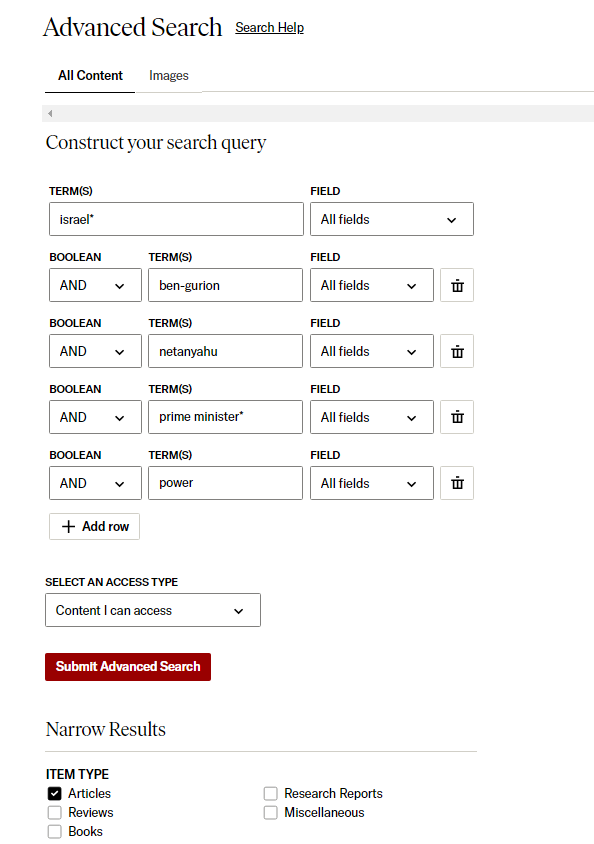 Advanced Search Search Help
All Content Images
Construct your search query
TERM(S) FIELD
israel* All fields
BOOLEAN TERM(S) FIELD
AND ben-gurion All fields
BOOLEAN TERM(S) FIELD
AND netanyahu All fields
BOOLEAN TERM(S) FIELD
AND prime minister* All fields
BOOLEAN TERM(S) FIELD
AND power All fields
Add row
SELECT AN ACCESS TYPE
Content I can access
Submit Advanced Search
Narrow Results
ITEM TYPE
Articles Research Reports
Reviews Miscellaneous
Books